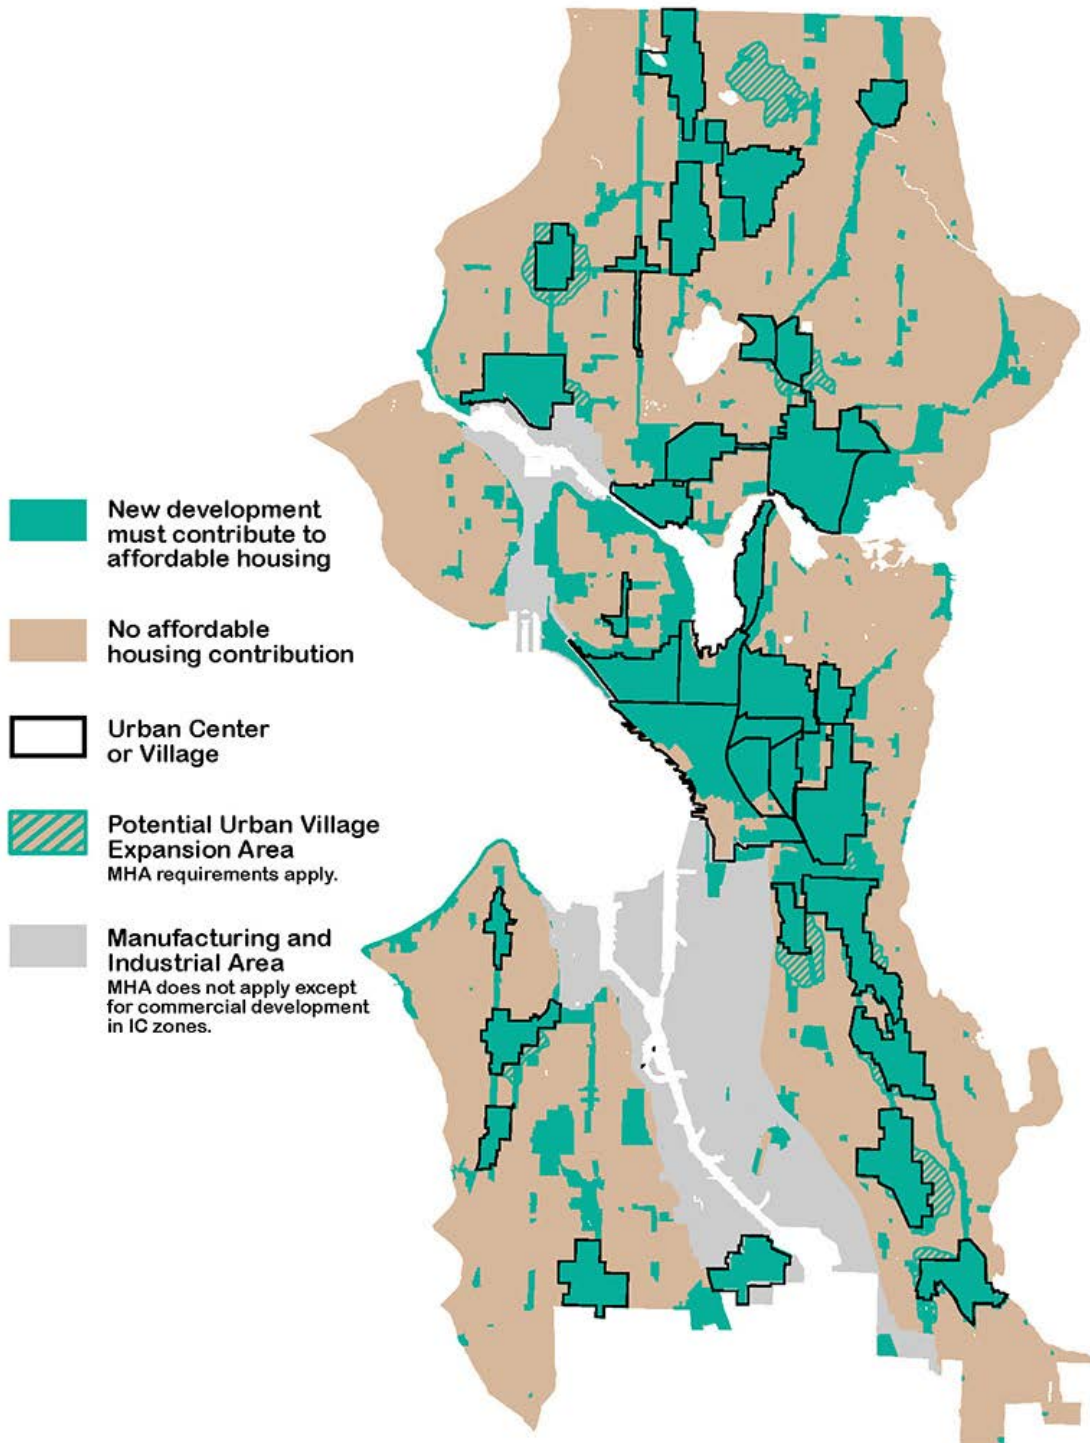 New development
must contribute to
affordable housing
No affordable
housing contribution
Urban Center
or Village
Potential Urban Village
Expansion Area
MHA requirements apply.
Manufacturing and
Industrial Area
MHA does not apply except
for commercial development
in IC zones.